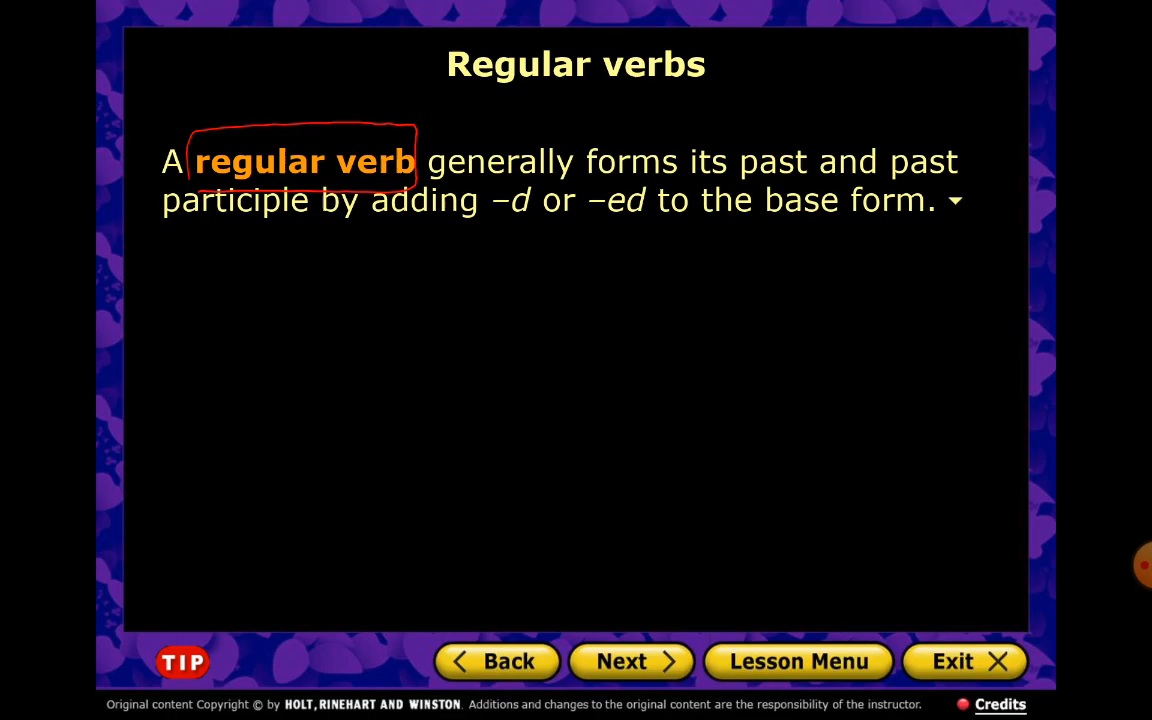 Regular verbs
A regular verb generally forms its past and past
participle by adding –d or –ed to the base form.
TIP
Back
Next
Lesson Menu
Exit
Original content Copyright © by HOLT, RINEHART AND WINSTON. Additions and changes to the original content are the responsibility of the instructor.
Credits